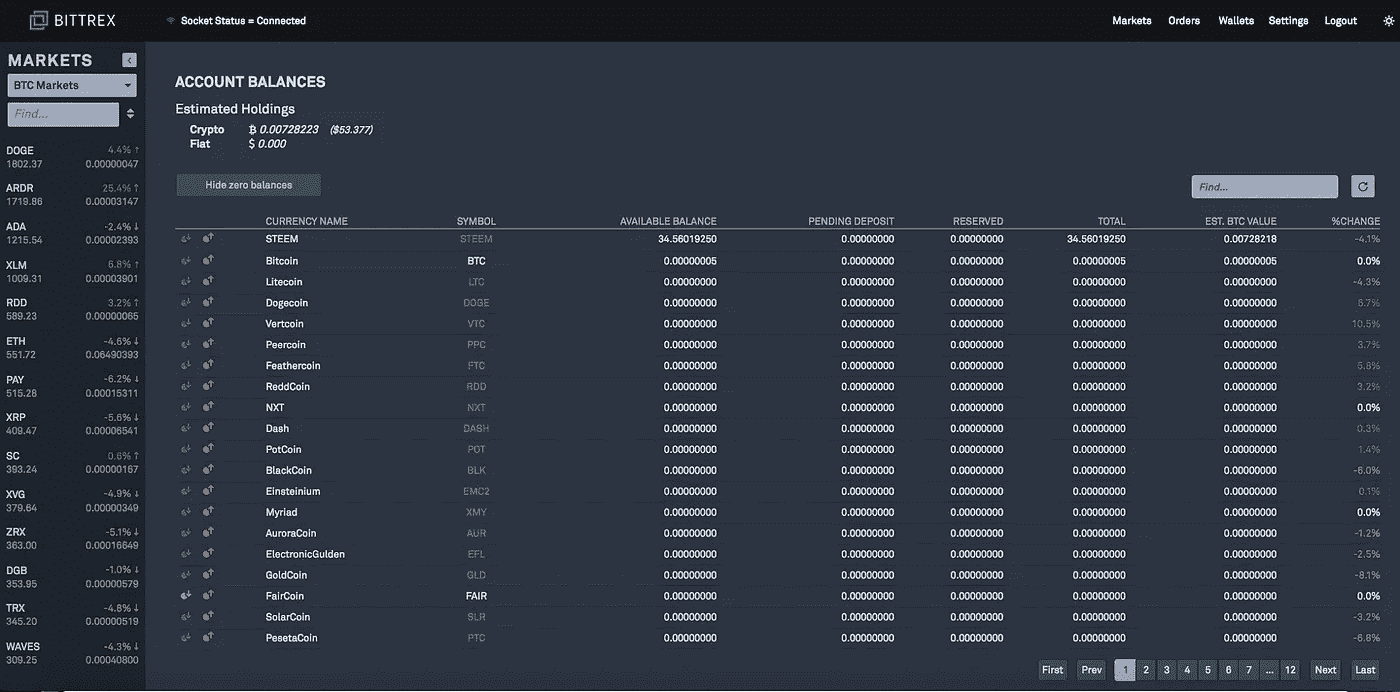 BITTREX
Socket Status = Connected
Markets Orders Wallets Settings Logout
MARKETS
BTC Markets
Find...
DOGE 4.4% ↑
1802.37 0.00000047
ARDR 25.4% ↑
1719.86 0.00003147
ADA -2.4% ↓
1215.54 0.00002393
XLM 6.8% ↑
1009.31 0.00003901
RDD 3.2% ↑
589.23 0.00000065
ETH -4.6% ↓
551.72 0.06490393
PAY -6.2% ↓
515.28 0.00015311
XRP -5.6% ↓
409.47 0.00006541
SC 0.6% ↑
393.24 0.00000167
XVG -4.9% ↓
379.64 0.00000349
ZRX -5.1% ↓
363.00 0.00016649
DGB -1.0% ↓
353.95 0.00000579
TRX -4.8% ↓
345.20 0.00000519
WAVES -4.3% ↓
309.25 0.00040800
ACCOUNT BALANCES
Estimated Holdings
Crypto ₿ 0.00728223 ($53.377)
Fiat $ 0.000
Hide zero balances
Find...
CURRENCY NAME SYMBOL AVAILABLE BALANCE PENDING DEPOSIT RESERVED TOTAL EST. BTC VALUE %CHANGE
STEEM STEEM 34.56019250 0.00000000 0.00000000 34.56019250 0.00728218 -4.1%
Bitcoin BTC 0.00000005 0.00000000 0.00000000 0.00000005 0.00000005 0.0%
Litecoin LTC 0.00000000 0.00000000 0.00000000 0.00000000 0.00000000 -4.3%
Dogecoin DOGE 0.00000000 0.00000000 0.00000000 0.00000000 0.00000000 6.7%
Vertcoin VTC 0.00000000 0.00000000 0.00000000 0.00000000 0.00000000 10.5%
Peercoin PPC 0.00000000 0.00000000 0.00000000 0.00000000 0.00000000 3.7%
Feathercoin FTC 0.00000000 0.00000000 0.00000000 0.00000000 0.00000000 5.6%
ReddCoin RDD 0.00000000 0.00000000 0.00000000 0.00000000 0.00000000 3.2%
NXT NXT 0.00000000 0.00000000 0.00000000 0.00000000 0.00000000 0.0%
Dash DASH 0.00000000 0.00000000 0.00000000 0.00000000 0.00000000 0.3%
PotCoin POT 0.00000000 0.00000000 0.00000000 0.00000000 0.00000000 1.4%
BlackCoin BLK 0.00000000 0.00000000 0.00000000 0.00000000 0.00000000 -6.0%
Einsteinium EMC2 0.00000000 0.00000000 0.00000000 0.00000000 0.00000000 0.1%
Myriad XMY 0.00000000 0.00000000 0.00000000 0.00000000 0.00000000 0.0%
AuroraCoin AUR 0.00000000 0.00000000 0.00000000 0.00000000 0.00000000 -1.2%
ElectronicGulden EFL 0.00000000 0.00000000 0.00000000 0.00000000 0.00000000 -2.5%
GoldCoin GLD 0.00000000 0.00000000 0.00000000 0.00000000 0.00000000 -8.1%
FairCoin FAIR 0.00000000 0.00000000 0.00000000 0.00000000 0.00000000 0.0%
SolarCoin SLR 0.00000000 0.00000000 0.00000000 0.00000000 0.00000000 -3.2%
PesetaCoin PTC 0.00000000 0.00000000 0.00000000 0.00000000 0.00000000 -6.8%
First Prev 1 2 3 4 5 6 7 ... 12 Next Last